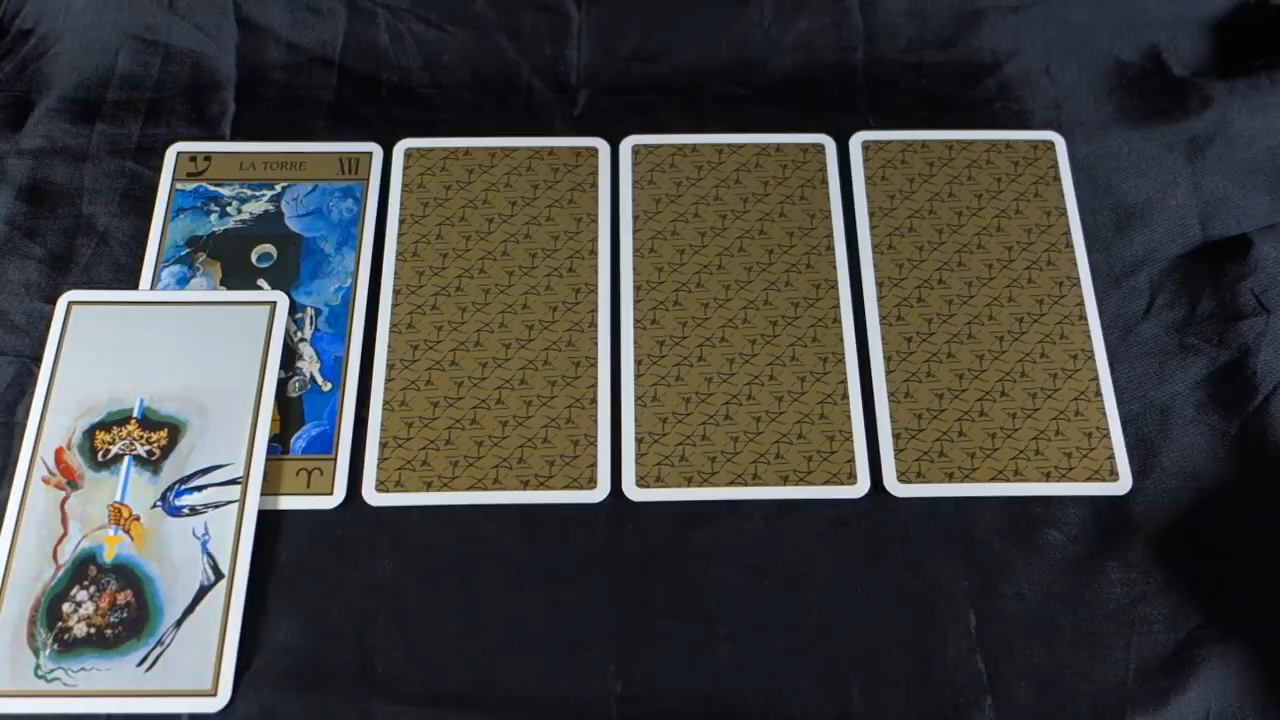 ע LA TORRE XVI
♈